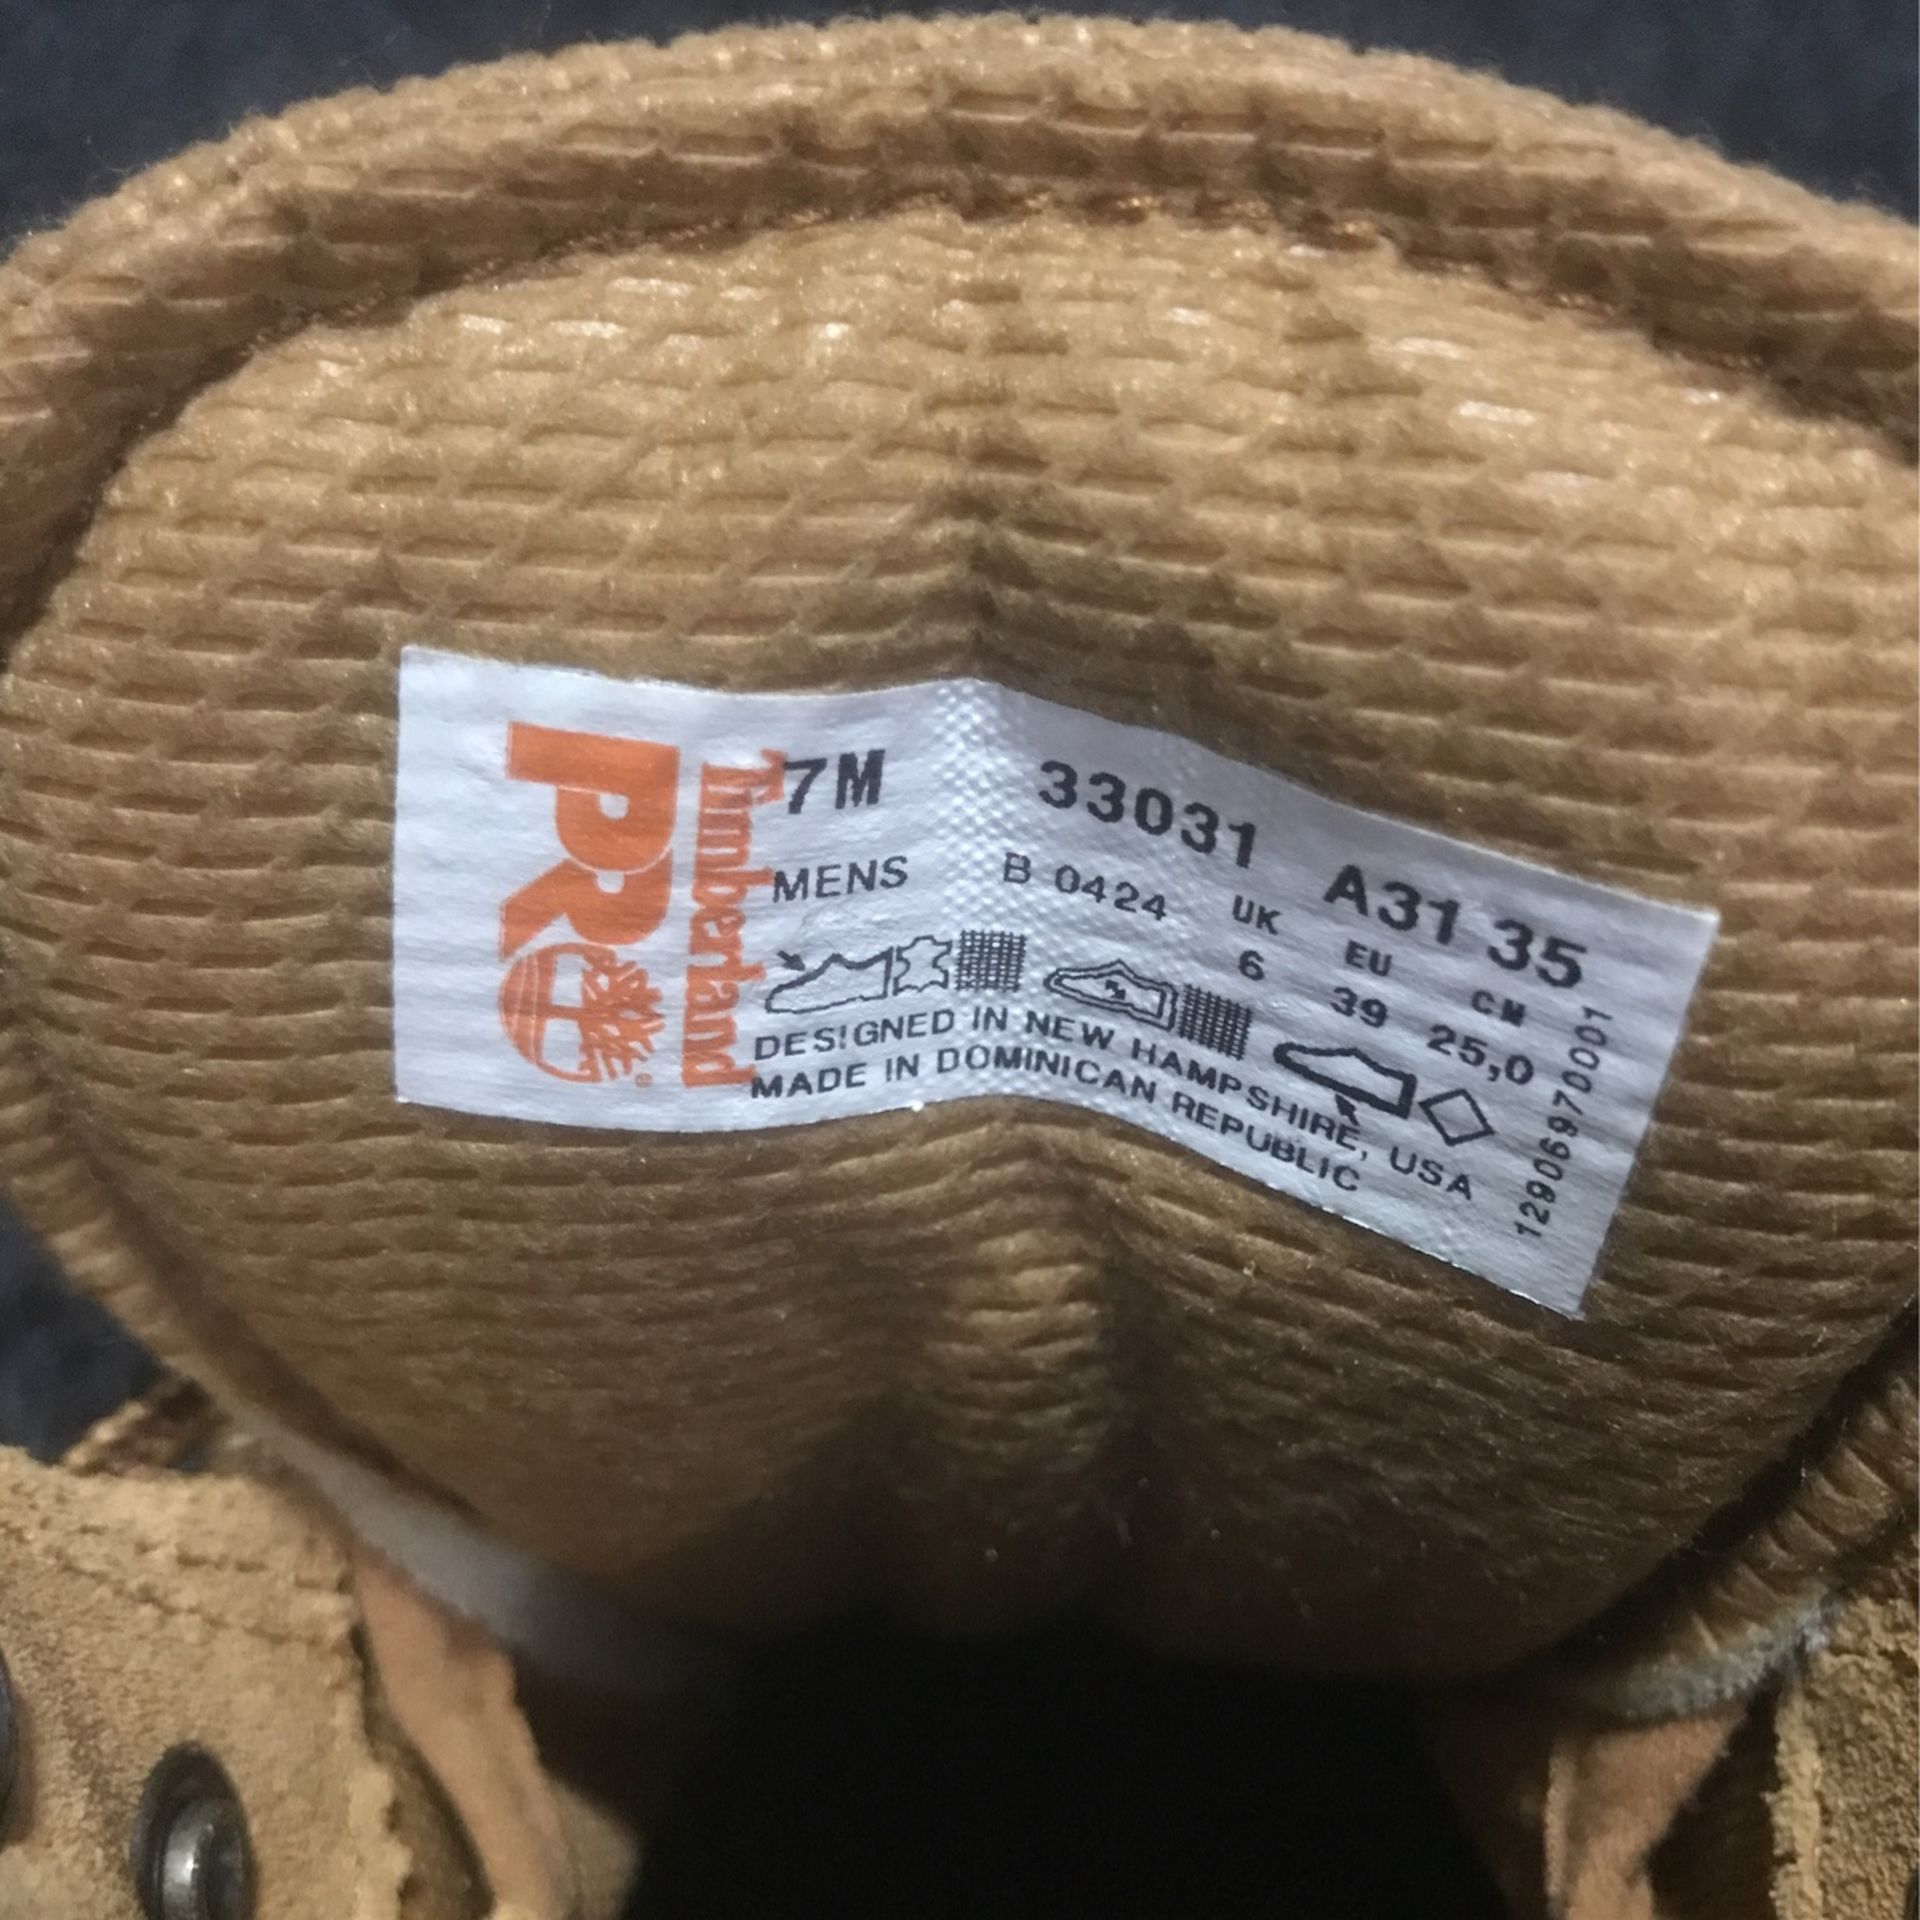 PRO
Timberland®
7M 33031 A31 35
MENS B 0424 UK EU CM
6 39 25,0
DESIGNED IN NEW HAMPSHIRE, USA
MADE IN DOMINICAN REPUBLIC
12906970001